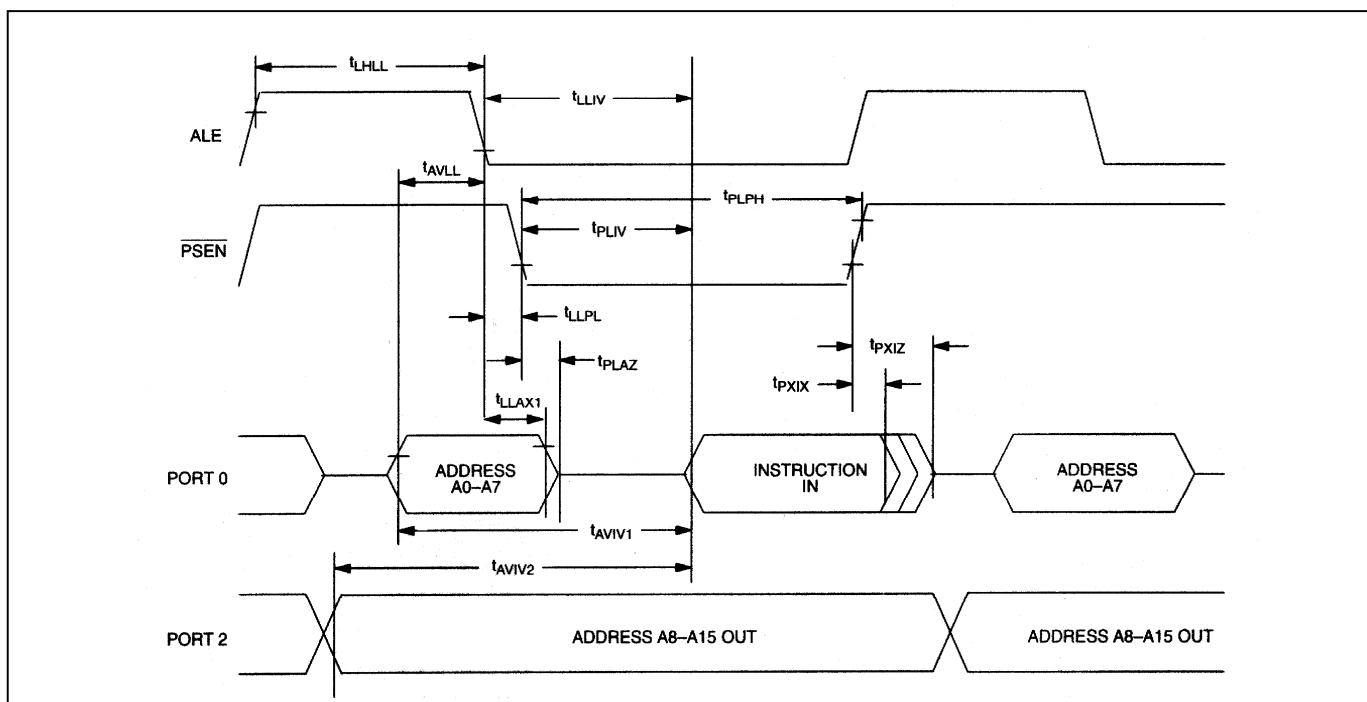 tLHLL
tLLIV
ALE
tAVLL
tPLPH
PSEN
tPLIV
tLLPL
tPLAZ
tPXIZ
tPXIX
tLLAX1
PORT 0
ADDRESS
A0–A7
INSTRUCTION
IN
ADDRESS
A0–A7
tAVIV1
tAVIV2
PORT 2
ADDRESS A8–A15 OUT
ADDRESS A8–A15 OUT